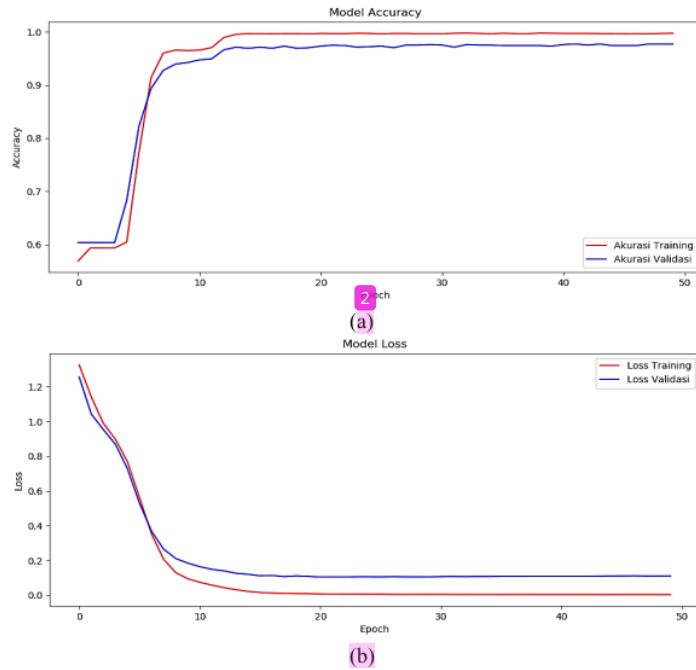 Model Accuracy
1.0
0.9
0.8
0.7
0.6
Accuracy
Akurasi Training
Akurasi Validasi
0 10 20 30 40 50
2
(a)
Model Loss
Loss Training
Loss Validasi
1.2
1.0
0.8
0.6
0.4
0.2
0.0
Loss
0 10 20 30 40 50
Epoch
(b)